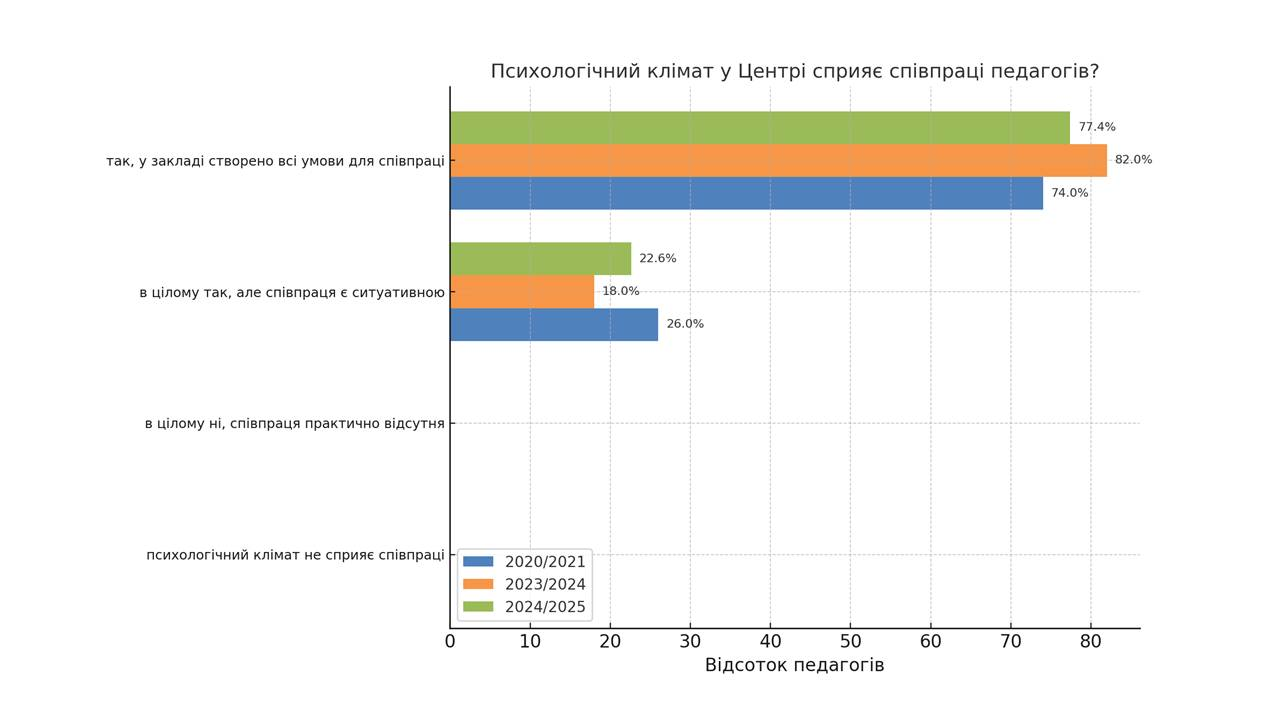 Психологічний клімат у Центрі сприяє співпраці педагогів?
77.4%
так, у закладі створено всі умови для співпраці
82.0%
74.0%
22.6%
в цілому так, але співпраця є ситуативною
18.0%
26.0%
в цілому ні, співпраця практично відсутня
психологічний клімат не сприяє співпраці
2020/2021
2023/2024
2024/2025
0 10 20 30 40 50 60 70 80
Відсоток педагогів